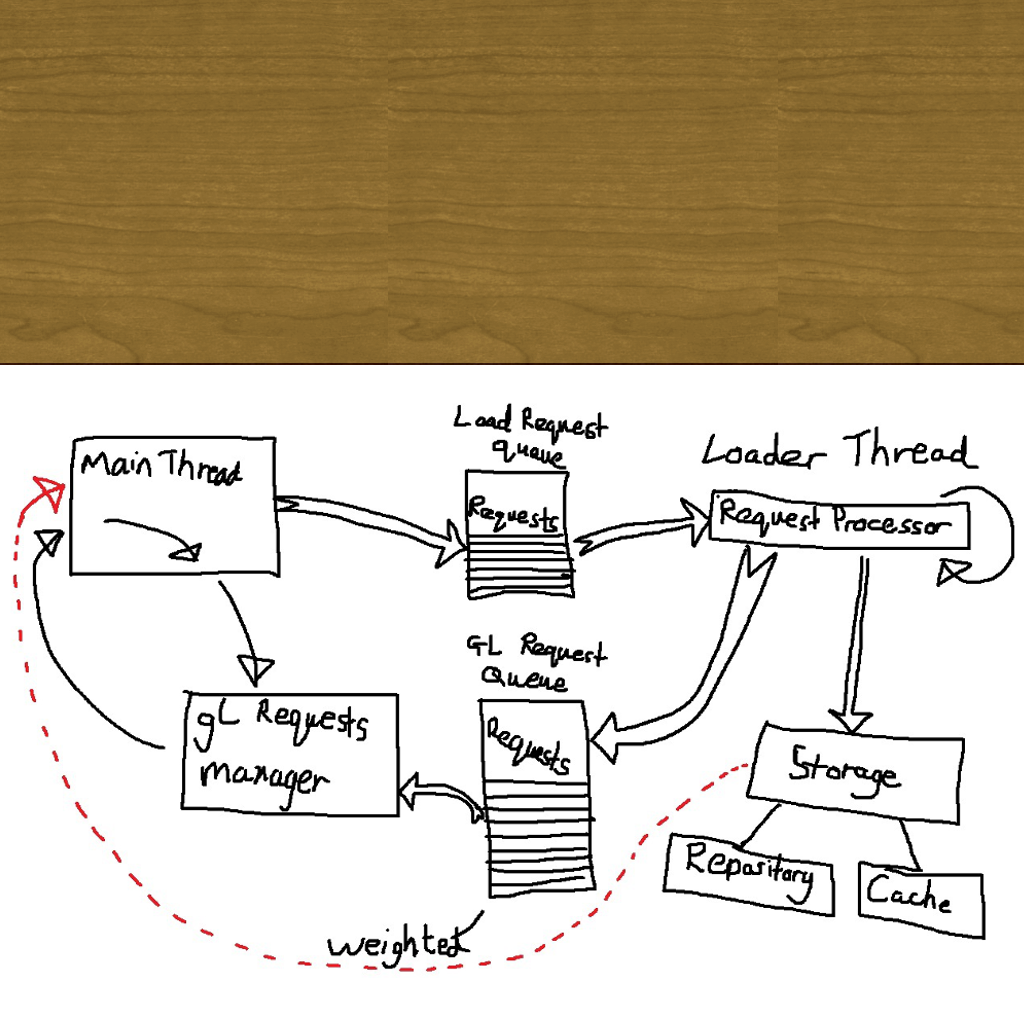 Load Request
queue
Main Thread
Loader Thread
Requests
Request Processor
GL Request
Queue
gL Requests
manager
Requests
Storage
Repository
Cache
weighted